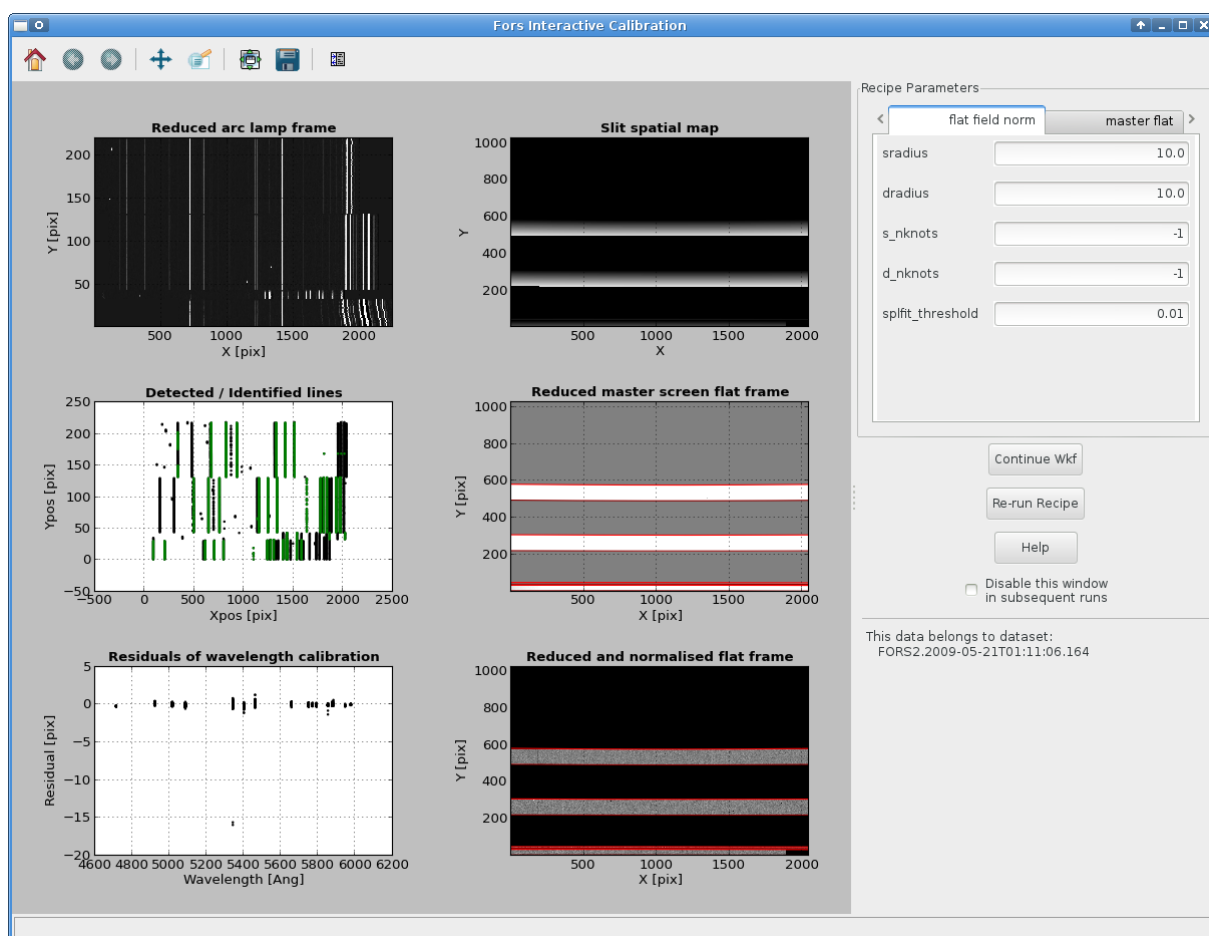 Fors Interactive Calibration
Reduced arc lamp frame
200
150
100
50
Y [pix]
500 1000 1500 2000
X [pix]
Slit spatial map
1000
800
600
400
200
Y
500 1000 1500 2000
X
Detected / Identified lines
250
200
150
100
50
0
−50
Ypos [pix]
−500 0 500 1000 1500 2000 2500
Xpos [pix]
Reduced master screen flat frame
1000
800
600
400
200
Y [pix]
500 1000 1500 2000
X [pix]
Residuals of wavelength calibration
5
0
−5
−10
−15
−20
Residual [pix]
4600 4800 5000 5200 5400 5600 5800 6000 6200
Wavelength [Ang]
Reduced and normalised flat frame
1000
800
600
400
200
Y [pix]
500 1000 1500 2000
X [pix]
Recipe Parameters
flat field norm master flat
sradius 10.0
dradius 10.0
s_nknots -1
d_nknots -1
splfit_threshold 0.01
Continue Wkf
Re-run Recipe
Help
Disable this window
in subsequent runs
This data belongs to dataset:
FORS2.2009-05-21T01:11:06.164